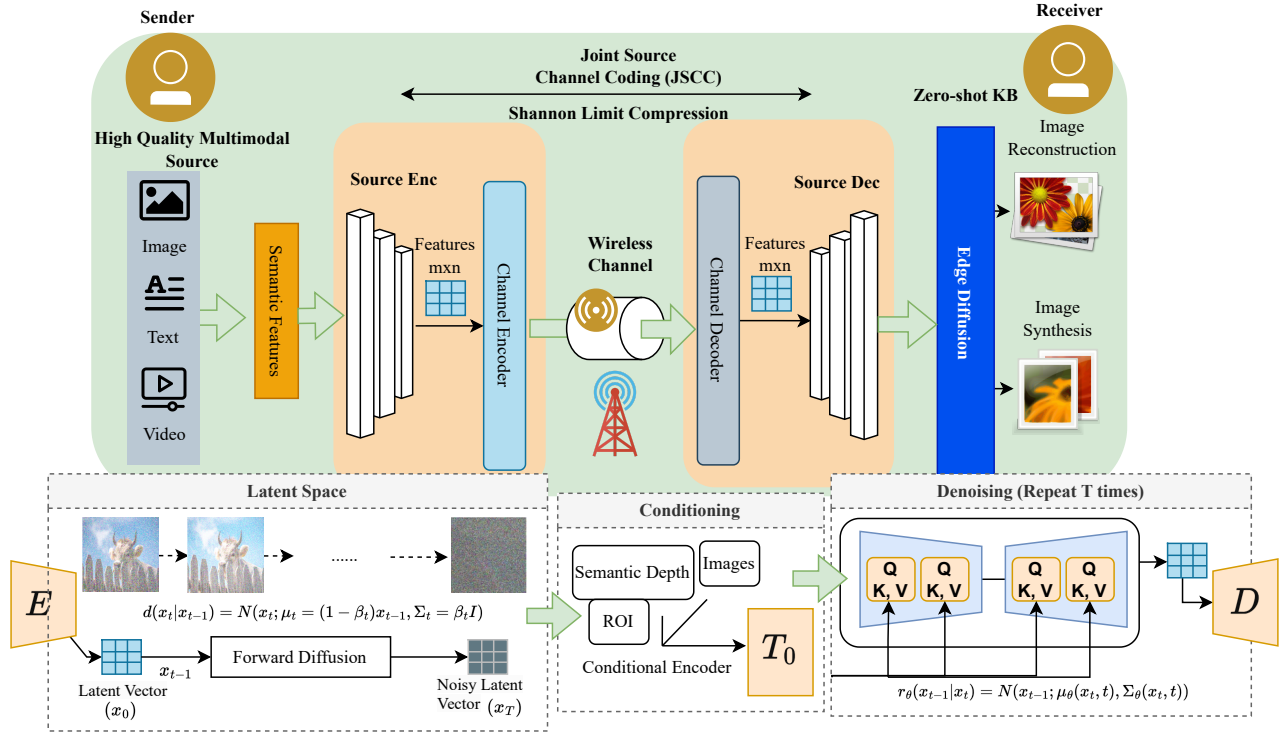 Sender
Receiver
Joint Source
Channel Coding (JSCC)
Shannon Limit Compression
Zero-shot KB
High Quality Multimodal
Source
Image
Text
Video
Semantic Features
Source Enc
Features
mxn
Channel Encoder
Wireless
Channel
Channel Decoder
Features
mxn
Source Dec
Edge Diffusion
Image
Reconstruction
Image
Synthesis
Latent Space
......
E
d(x_t|x_{t-1}) = N(x_t; μ_t = (1 − β_t)x_{t-1}, Σ_t = β_t I)
x_{t-1}
Forward Diffusion
Latent Vector
(x_0)
Noisy Latent
Vector (x_T)
Conditioning
Semantic Depth
Images
ROI
Conditional Encoder
T_0
Denoising (Repeat T times)
Q
K, V
Q
K, V
Q
K, V
Q
K, V
r_θ(x_{t-1}|x_t) = N(x_{t-1}; μ_θ(x_t, t), Σ_θ(x_t, t))
D